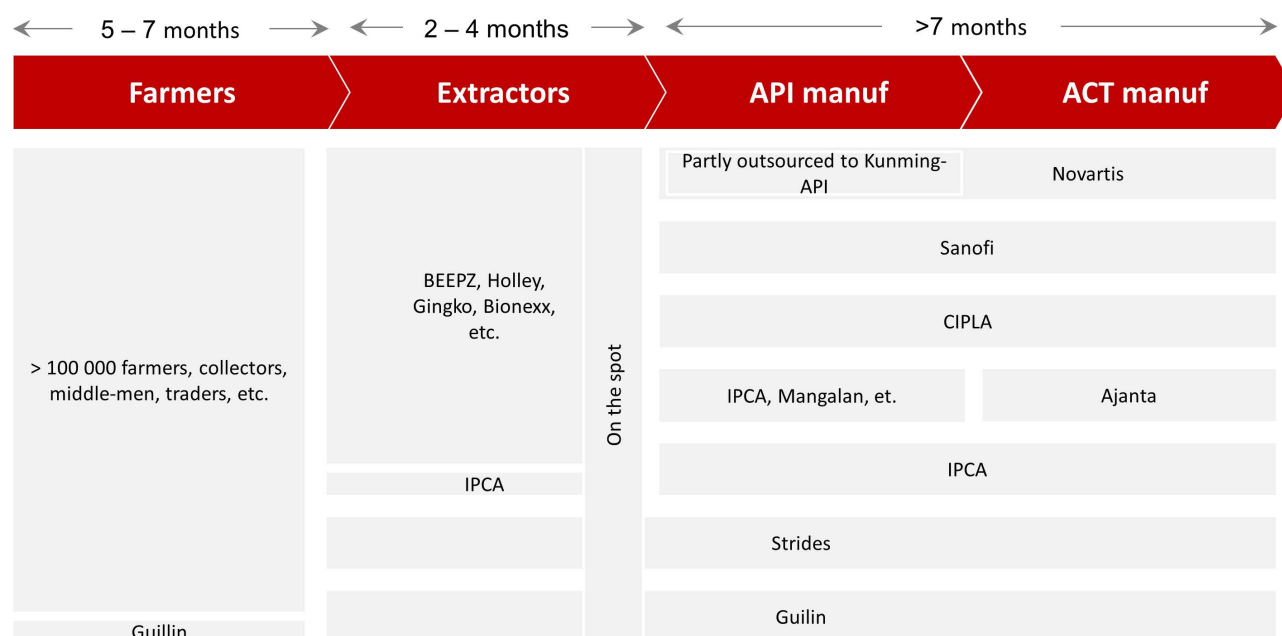 5 – 7 months
2 – 4 months
>7 months
Farmers
Extractors
API manuf
ACT manuf
Partly outsourced to Kunming-
API
Novartis
Sanofi
BEEPZ, Holley,
Gingko, Bionexx,
etc.
CIPLA
> 100 000 farmers, collectors,
middle-men, traders, etc.
On the spot
IPCA, Mangalan, et.
Ajanta
IPCA
IPCA
Strides
Guilin
Guillin